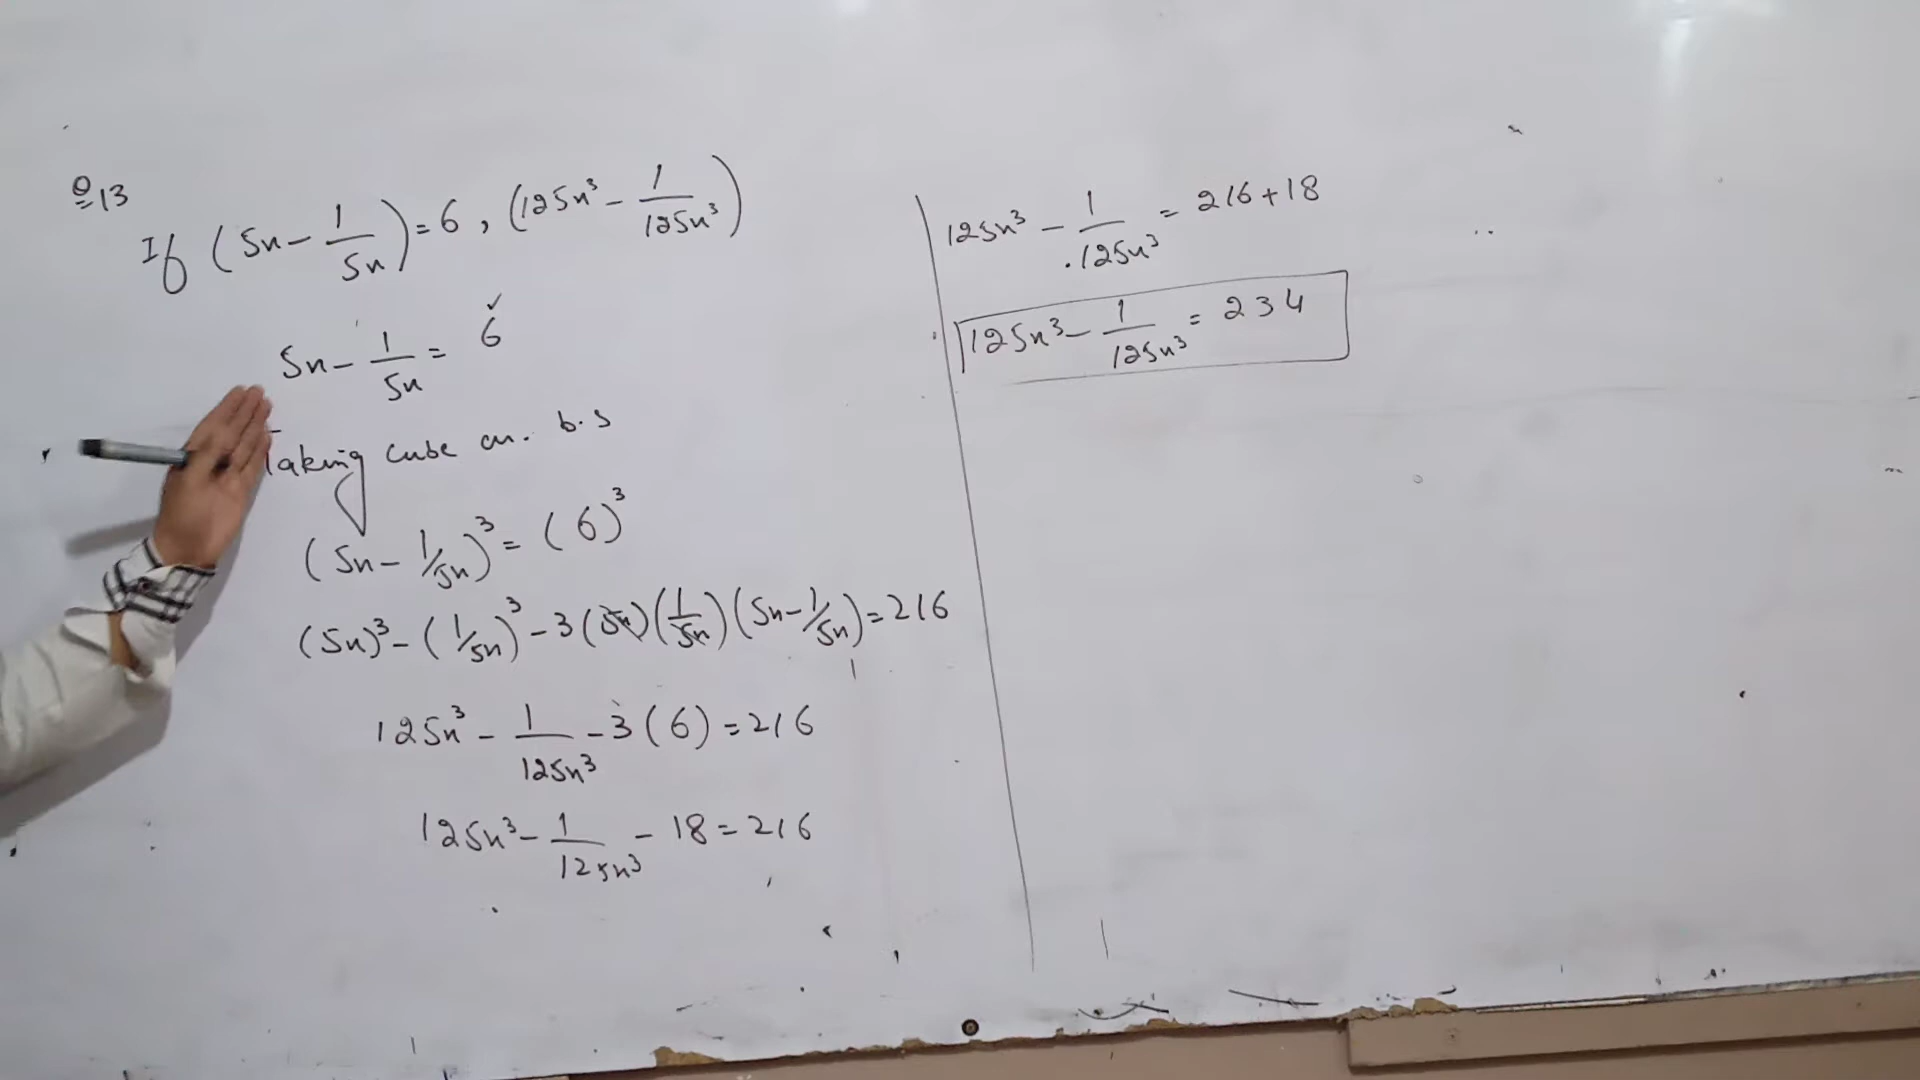 Q13
If (5x - 1/5x) = 6, (125x³ - 1/125x³)
5x - 1/5x = 6 ✓
Taking cube on. b.s
(5x - 1/5x)³ = (6)³
(5x)³ - (1/5x)³ - 3(5x)(1/5x)(5x - 1/5x) = 216
125x³ - 1/125x³ - 3(6) = 216
125x³ - 1/125x³ - 18 = 216
125x³ - 1/125x³ = 216 + 18
125x³ - 1/125x³ = 234